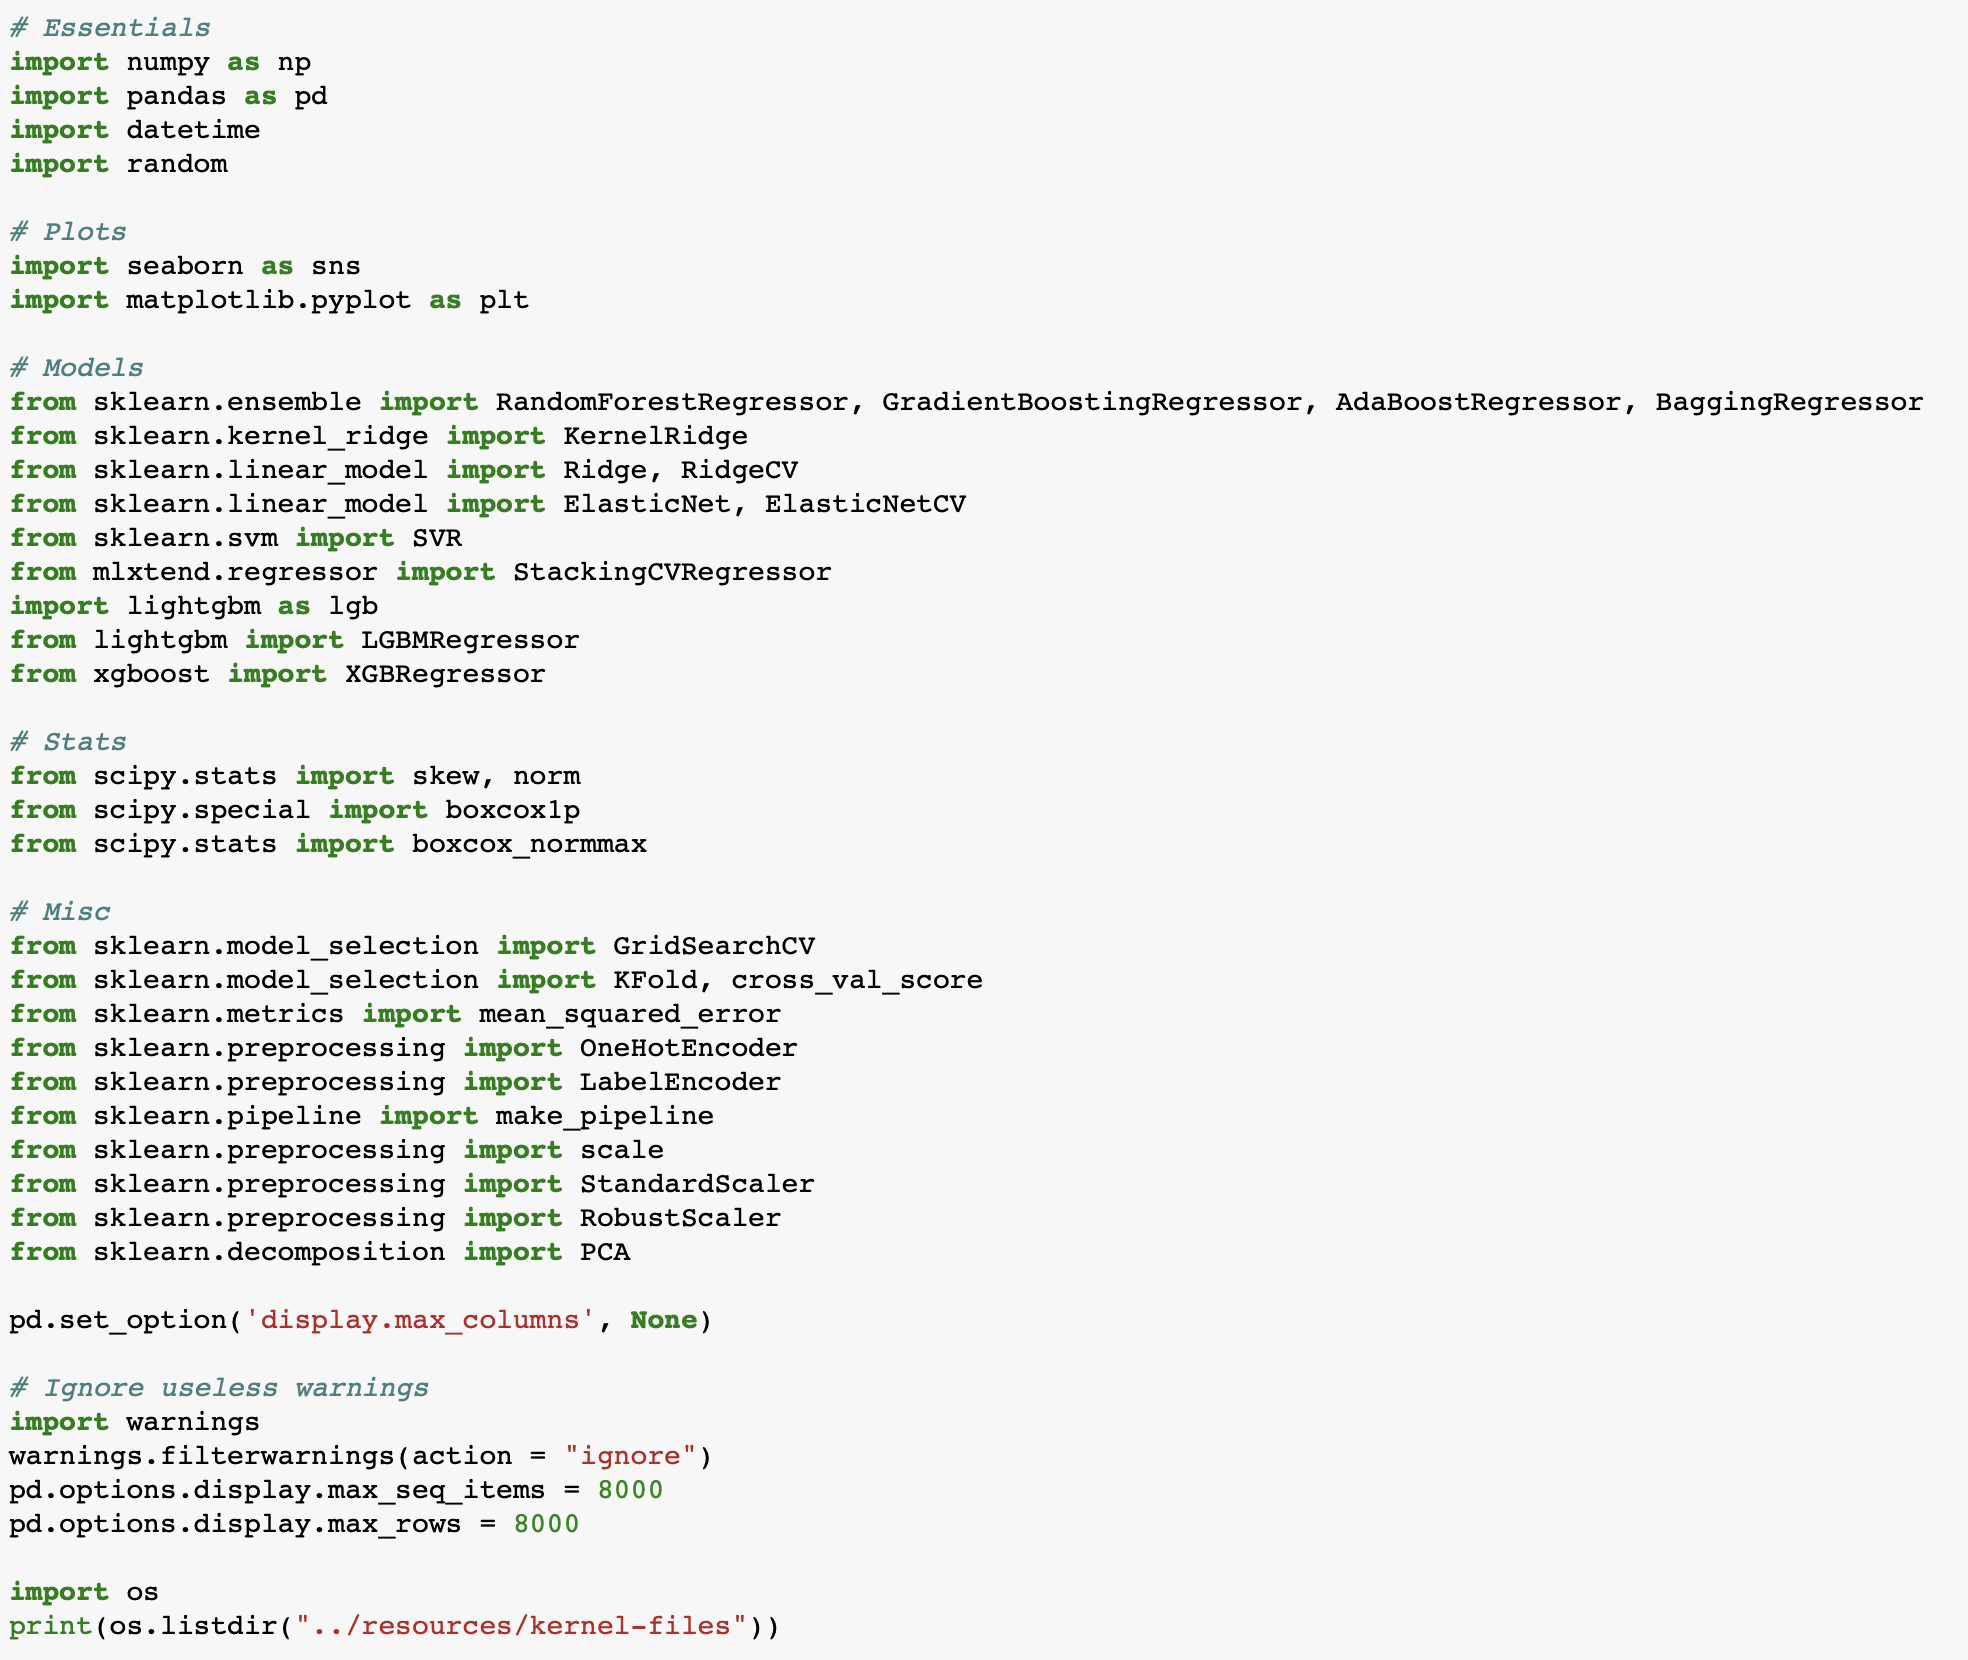 # Essentials
import numpy as np
import pandas as pd
import datetime
import random
# Plots
import seaborn as sns
import matplotlib.pyplot as plt
# Models
from sklearn.ensemble import RandomForestRegressor, GradientBoostingRegressor, AdaBoostRegressor, BaggingRegressor
from sklearn.kernel_ridge import KernelRidge
from sklearn.linear_model import Ridge, RidgeCV
from sklearn.linear_model import ElasticNet, ElasticNetCV
from sklearn.svm import SVR
from mlxtend.regressor import StackingCVRegressor
import lightgbm as lgb
from lightgbm import LGBMRegressor
from xgboost import XGBRegressor
# Stats
from scipy.stats import skew, norm
from scipy.special import boxcox1p
from scipy.stats import boxcox_normmax
# Misc
from sklearn.model_selection import GridSearchCV
from sklearn.model_selection import KFold, cross_val_score
from sklearn.metrics import mean_squared_error
from sklearn.preprocessing import OneHotEncoder
from sklearn.preprocessing import LabelEncoder
from sklearn.pipeline import make_pipeline
from sklearn.preprocessing import scale
from sklearn.preprocessing import StandardScaler
from sklearn.preprocessing import RobustScaler
from sklearn.decomposition import PCA
pd.set_option('display.max_columns', None)
# Ignore useless warnings
import warnings
warnings.filterwarnings(action = "ignore")
pd.options.display.max_seq_items = 8000
pd.options.display.max_rows = 8000
import os
print(os.listdir("../resources/kernel-files"))